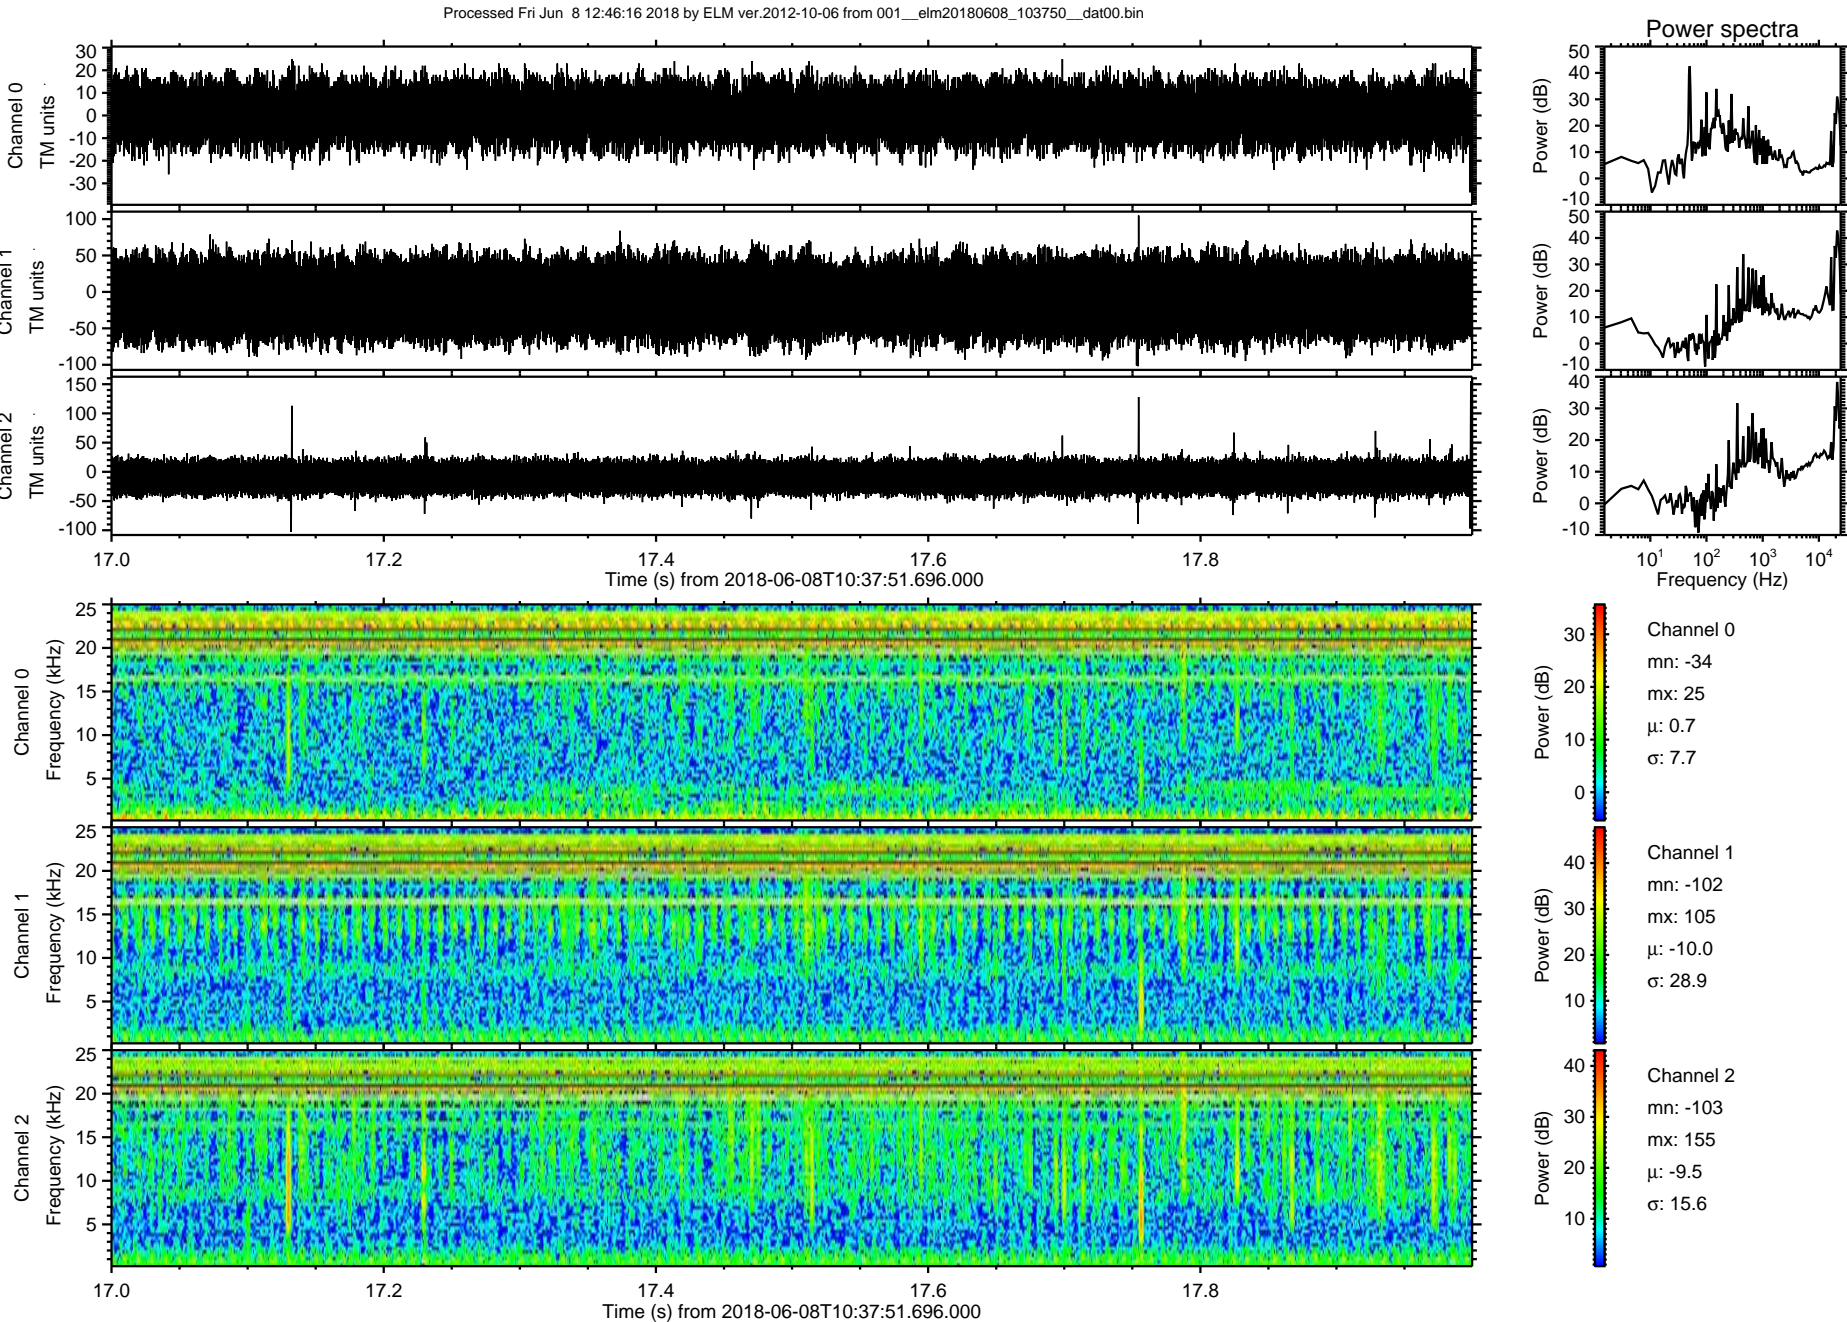 Processed Fri Jun  8 12:46:16 2018 by ELM ver.2012-10-06 from 001__elm20180608_103750__dat00.bin
Power spectra
Channel 0
TM units
30
20
10
0
-10
-20
-30
Power (dB)
50
40
30
20
10
0
-10
Channel 1
TM units
100
50
0
-50
-100
Power (dB)
50
40
30
20
10
0
-10
Channel 2
TM units
150
100
50
0
-50
-100
Power (dB)
40
30
20
10
0
-10
17.0 17.2 17.4 17.6 17.8
Time (s) from 2018-06-08T10:37:51.696.000
10^1 10^2 10^3 10^4
Frequency (Hz)
Channel 0
Frequency (kHz)
25
20
15
10
5
Power (dB)
30
20
10
0
Channel 0
mn: -34
mx: 25
µ: 0.7
σ: 7.7
Channel 1
Frequency (kHz)
25
20
15
10
5
Power (dB)
40
30
20
10
Channel 1
mn: -102
mx: 105
µ: -10.0
σ: 28.9
Channel 2
Frequency (kHz)
25
20
15
10
5
Power (dB)
40
30
20
10
Channel 2
mn: -103
mx: 155
µ: -9.5
σ: 15.6
17.0 17.2 17.4 17.6 17.8
Time (s) from 2018-06-08T10:37:51.696.000